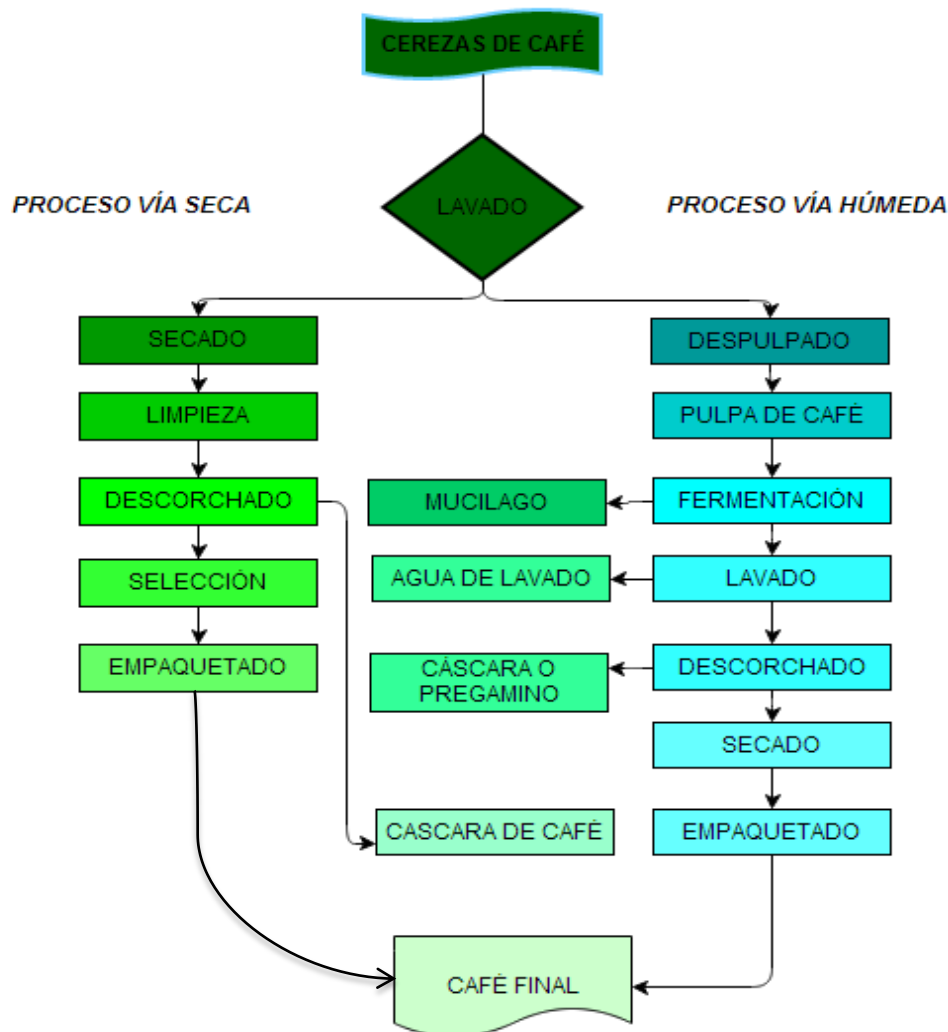 CEREZAS DE CAFÉ
LAVADO
PROCESO VÍA SECA
PROCESO VÍA HÚMEDA
SECADO
DESPULPADO
LIMPIEZA
PULPA DE CAFÉ
DESCORCHADO
MUCILAGO
FERMENTACIÓN
SELECCIÓN
AGUA DE LAVADO
LAVADO
EMPAQUETADO
CÁSCARA O
PREGAMINO
DESCORCHADO
SECADO
CASCARA DE CAFÉ
EMPAQUETADO
CAFÉ FINAL